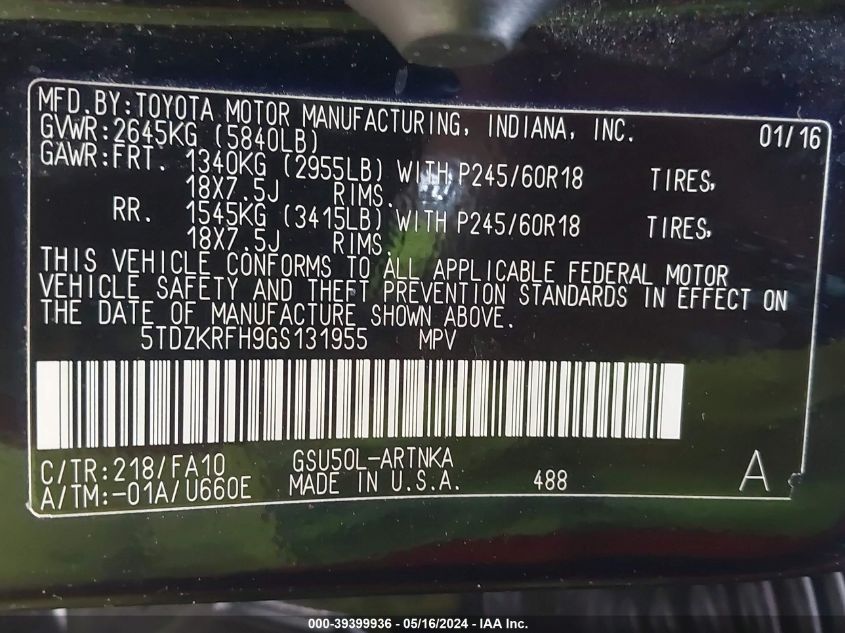 MFD.BY:TOYOTA MOTOR MANUFACTURING, INDIANA, INC. 01/16
GVWR:2645KG (5840LB)
GAWR:FRT. 1340KG (2955LB) WITH P245/60R18 TIRES,
18X7.5J RIMS.
RR. 1545KG (3415LB) WITH P245/60R18 TIRES,
18X7.5J RIMS.
THIS VEHICLE CONFORMS TO ALL APPLICABLE FEDERAL MOTOR
VEHICLE SAFETY AND THEFT PREVENTION STANDARDS IN EFFECT ON
THE DATE OF MANUFACTURE SHOWN ABOVE.
5TDZKRFH9GS131955 MPV
C/TR:218/FA10 GSU50L-ARTNKA A
A/TM:-01A/U660E MADE IN U.S.A. 488
000-39399936 - 05/16/2024 - IAA Inc.